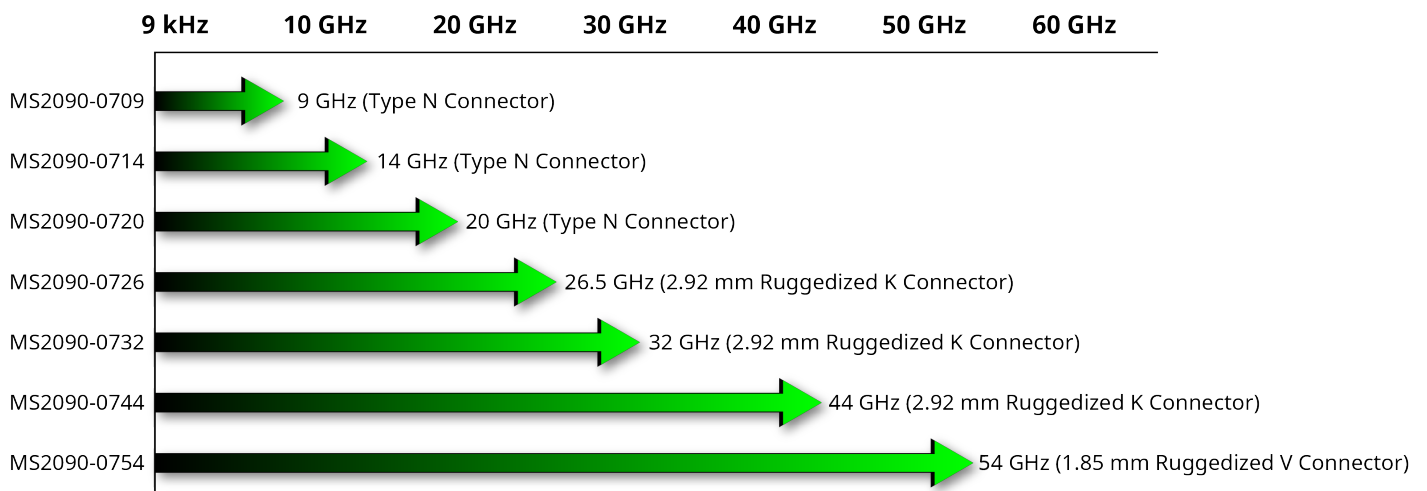 9 kHz 10 GHz 20 GHz 30 GHz 40 GHz 50 GHz 60 GHz
MS2090-0709 9 GHz (Type N Connector)
MS2090-0714 14 GHz (Type N Connector)
MS2090-0720 20 GHz (Type N Connector)
MS2090-0726 26.5 GHz (2.92 mm Ruggedized K Connector)
MS2090-0732 32 GHz (2.92 mm Ruggedized K Connector)
MS2090-0744 44 GHz (2.92 mm Ruggedized K Connector)
MS2090-0754 54 GHz (1.85 mm Ruggedized V Connector)